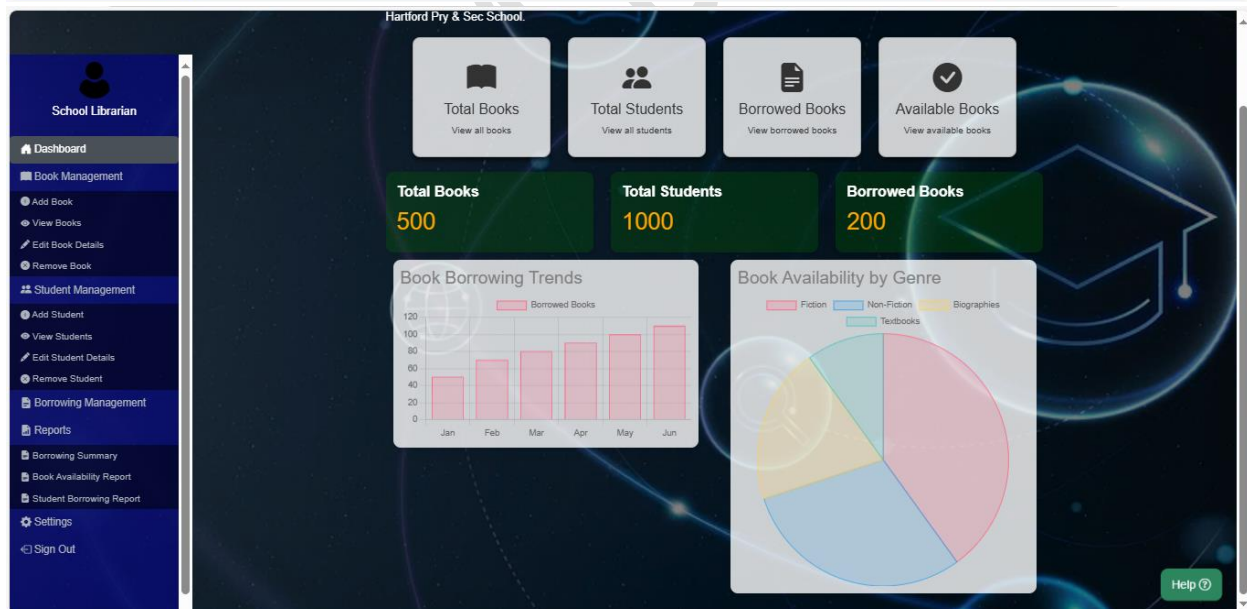 Hartford Pry & Sec School.
School Librarian
Dashboard
Book Management
Add Book
View Books
Edit Book Details
Remove Book
Student Management
Add Student
View Students
Edit Student Details
Remove Student
Borrowing Management
Reports
Borrowing Summary
Book Availability Report
Student Borrowing Report
Settings
Sign Out
Total Books
View all books
Total Students
View all students
Borrowed Books
View borrowed books
Available Books
View available books
Total Books
500
Total Students
1000
Borrowed Books
200
Book Borrowing Trends
Borrowed Books
120
100
80
60
40
20
0
Jan Feb Mar Apr May Jun
Book Availability by Genre
Fiction Non-Fiction Biographies
Textbooks
Help